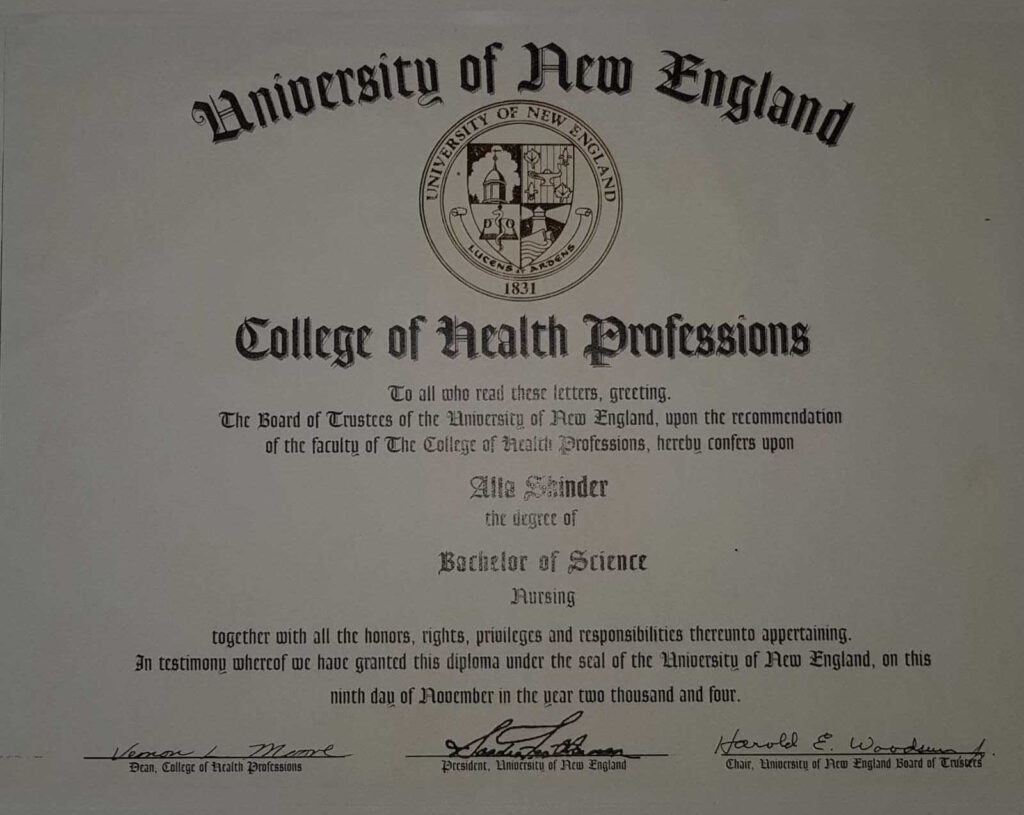 University of New England
UNIVERSITY OF NEW ENGLAND
LUCENS ARDENS
1831
College of Health Professions
To all who read these letters, greeting.
The Board of Trustees of the University of New England, upon the recommendation
of the faculty of The College of Health Professions, hereby confers upon
Alla Shinder
the degree of
Bachelor of Science
Nursing
together with all the honors, rights, privileges and responsibilities thereunto appertaining.
In testimony whereof we have granted this diploma under the seal of the University of New England, on this
ninth day of November in the year two thousand and four.
Vernon L. Moore
Harold E. Woodsum Jr.
Dean, College of Health Professions
President, University of New England
Chair, University of New England Board of Trustees